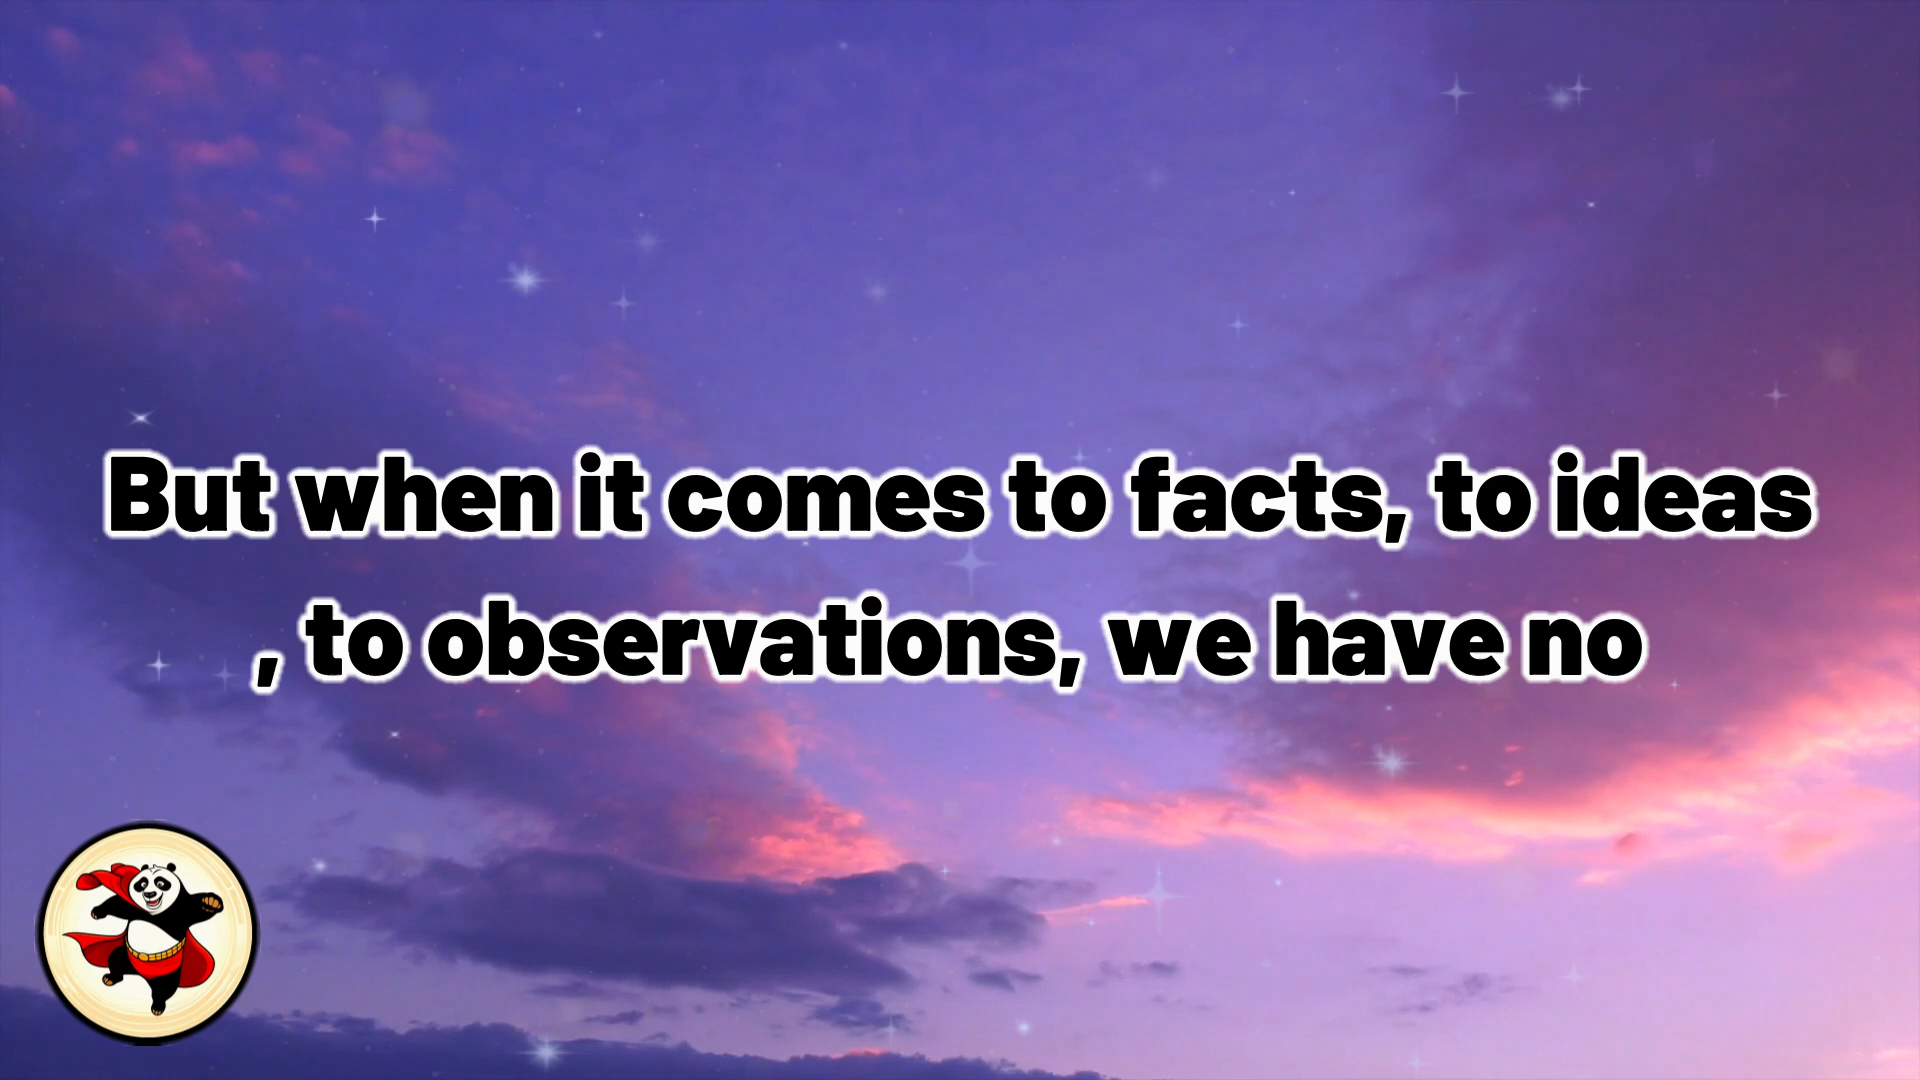 But when it comes to facts, to ideas
, to observations, we have no